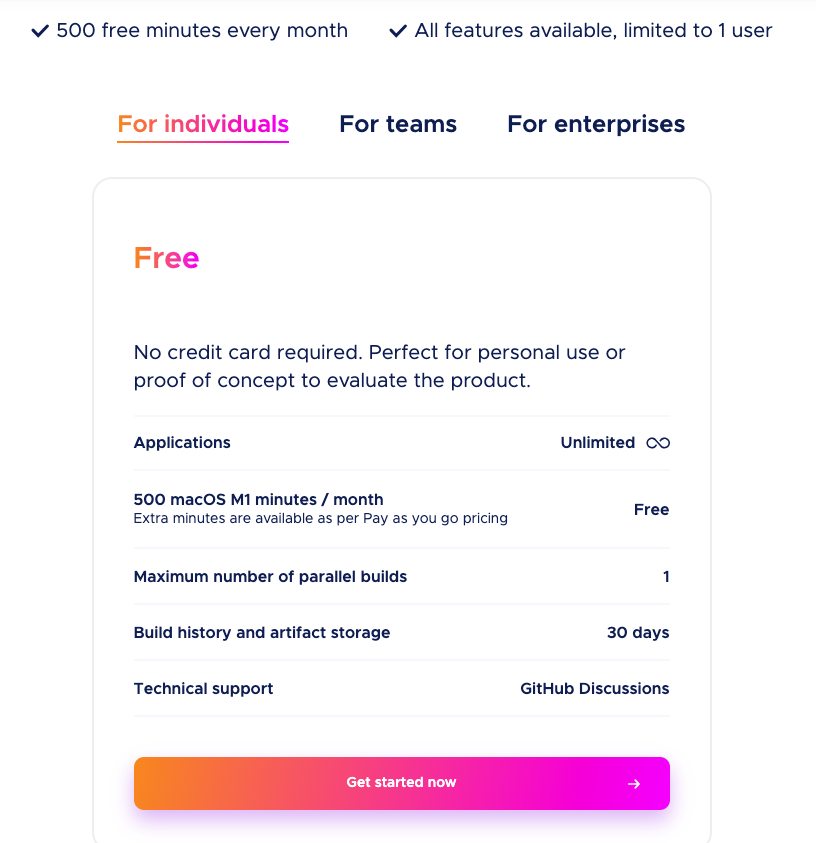 500 free minutes every month
All features available, limited to 1 user
For individuals
For teams
For enterprises
Free
No credit card required. Perfect for personal use or
proof of concept to evaluate the product.
Applications
Unlimited
500 macOS M1 minutes / month
Extra minutes are available as per Pay as you go pricing
Free
Maximum number of parallel builds
1
Build history and artifact storage
30 days
Technical support
GitHub Discussions
Get started now